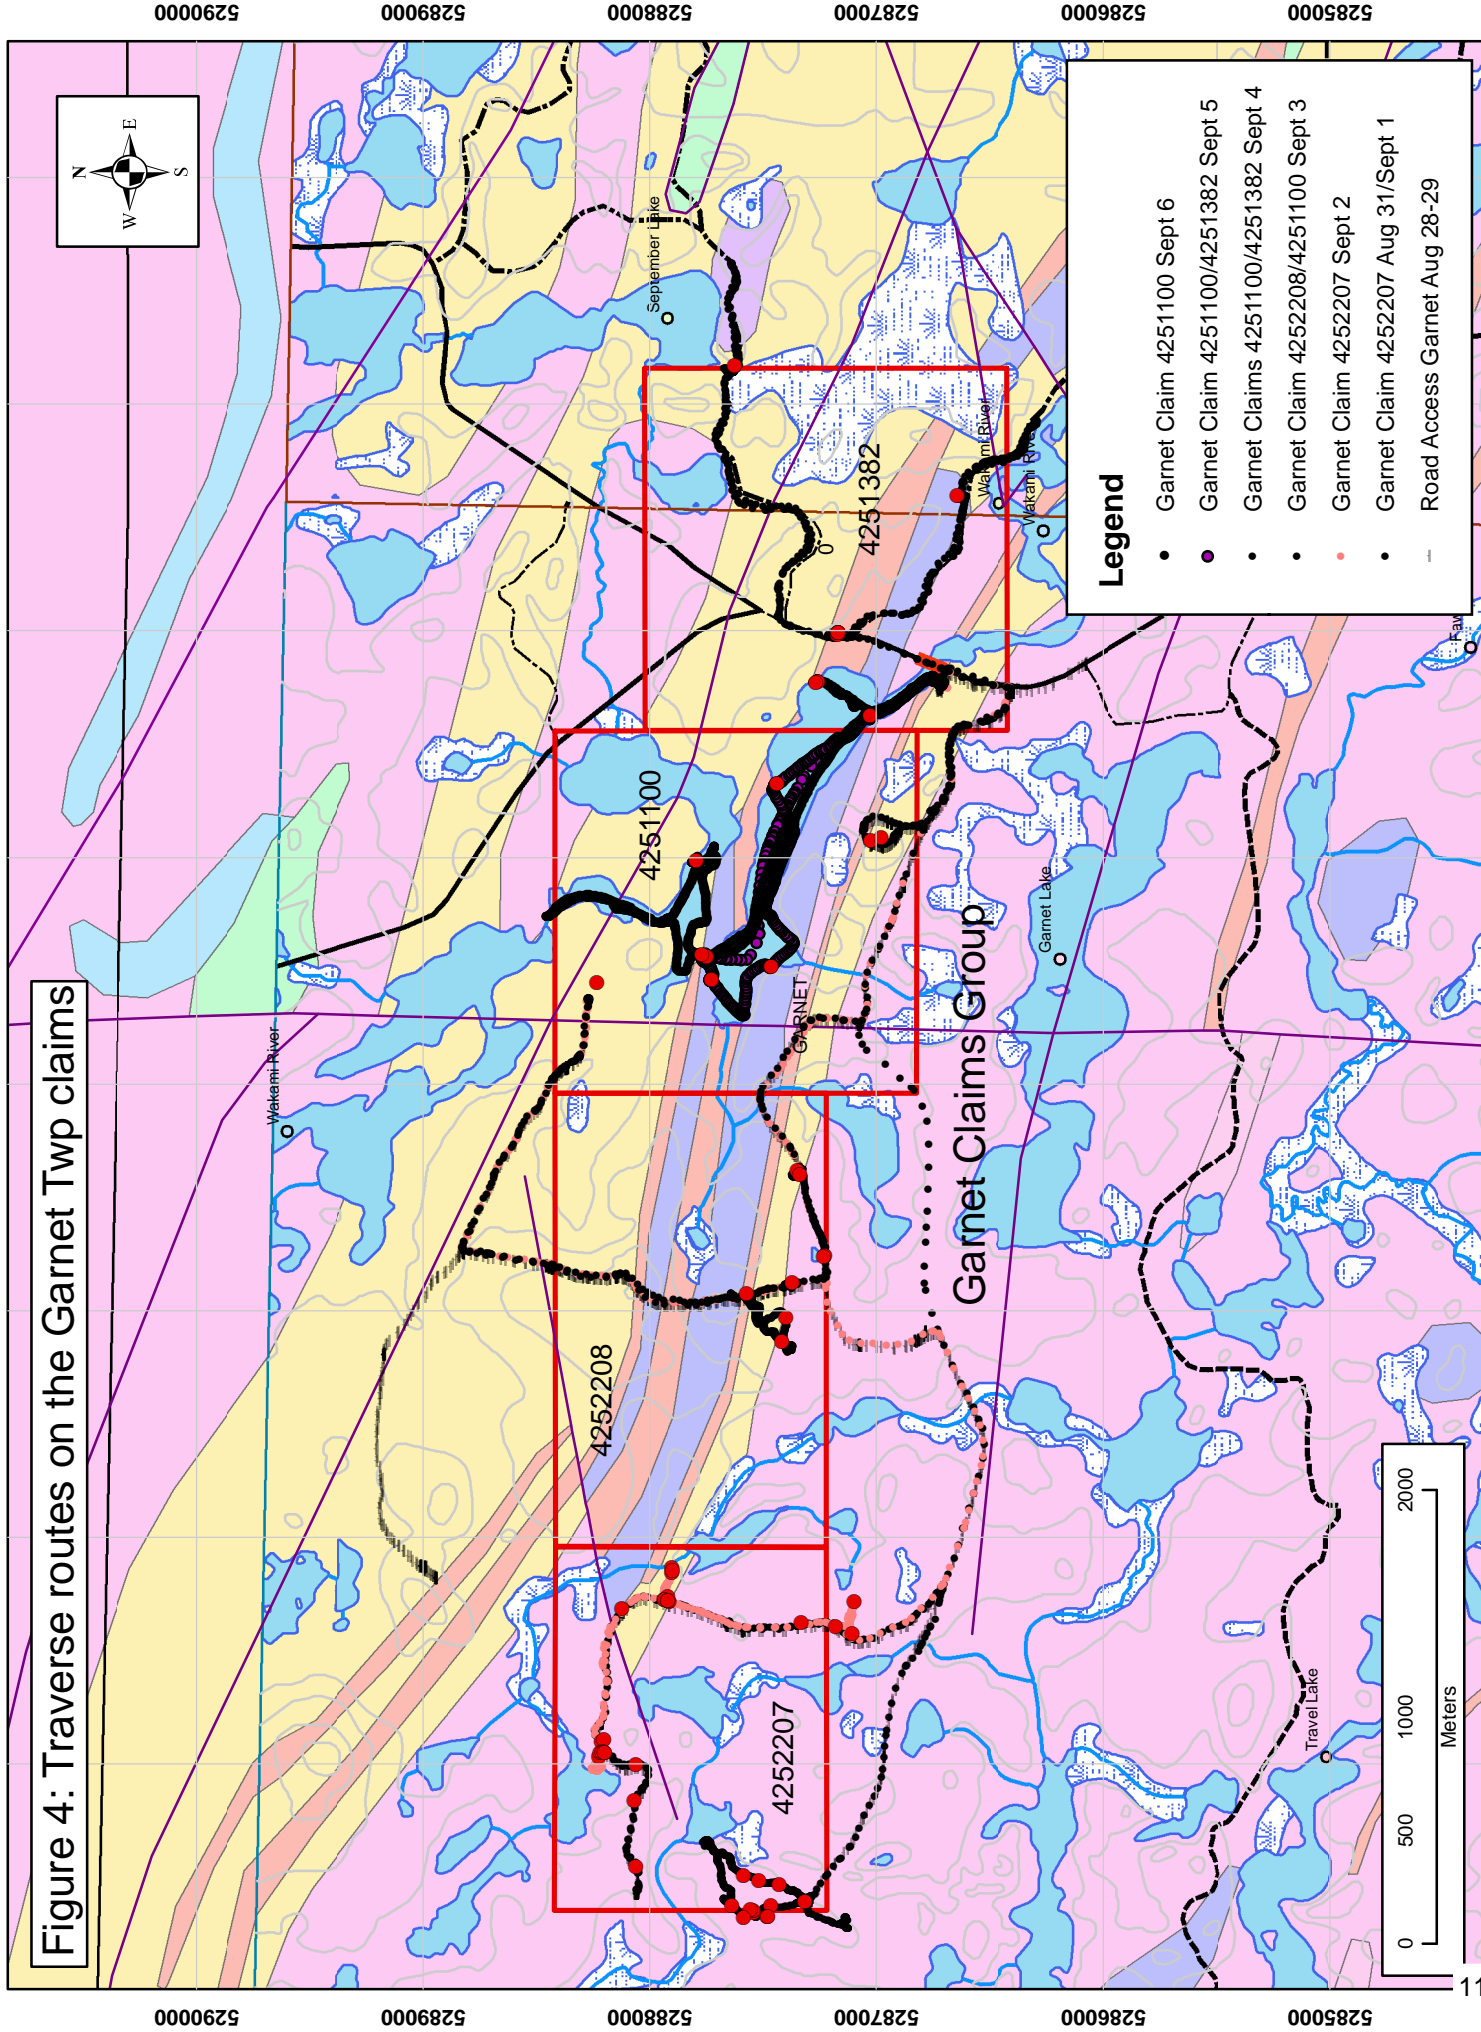 Figure 4: Traverse routes on the Garnet Twp claims
N
W
E
S
5290000
5289000
5288000
5287000
5286000
5285000
5290000
5289000
5288000
5287000
5286000
5285000
Wakami River
September Lake
4251100
4251382
0
Wakami River
Wakami River
4252208
GARNET
4252207
Garnet Claims Group
Garnet Lake
Travel Lake
Faw
Legend
Garnet Claim 4251100 Sept 6
Garnet Claim 4251100/4251382 Sept 5
Garnet Claims 4251100/4251382 Sept 4
Garnet Claim 4252208/4251100 Sept 3
Garnet Claim 4252207 Sept 2
Garnet Claim 4252207 Aug 31/Sept 1
Road Access Garnet Aug 28-29
0 500 1000 2000
Meters
11